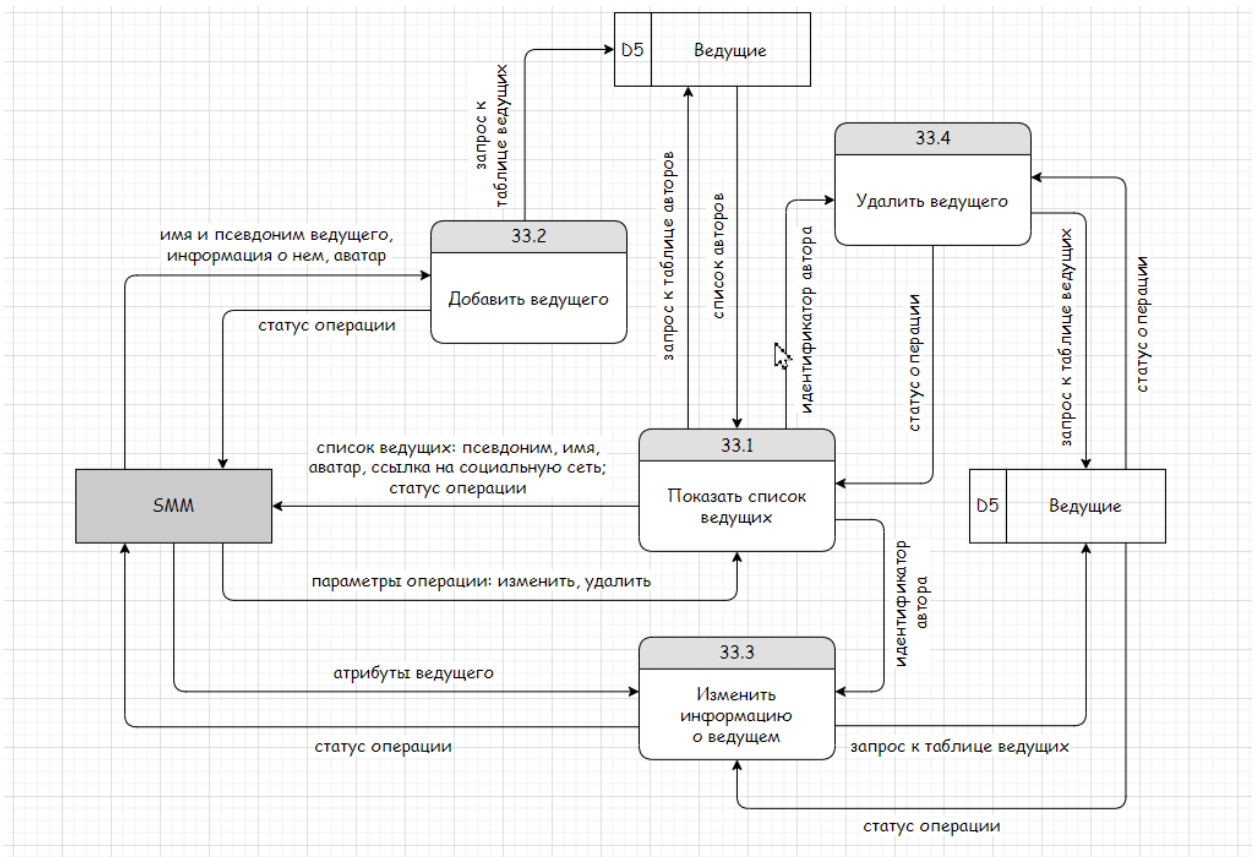 D5
Ведущие
запрос к
таблице ведущих
33.4
Удалить ведущего
запрос к таблице авторов
список авторов
идентификатор автора
статус операции
запрос к таблице ведущих
статус операции
33.2
Добавить ведущего
имя и псевдоним ведущего,
информация о нем, аватар
статус операции
33.1
Показать список
ведущих
список ведущих: псевдоним, имя,
аватар, ссылка на социальную сеть;
статус операции
SMM
D5
Ведущие
параметры операции: изменить, удалить
идентификатор
автора
33.3
Изменить
информацию
о ведущем
атрибуты ведущего
статус операции
запрос к таблице ведущих
статус операции